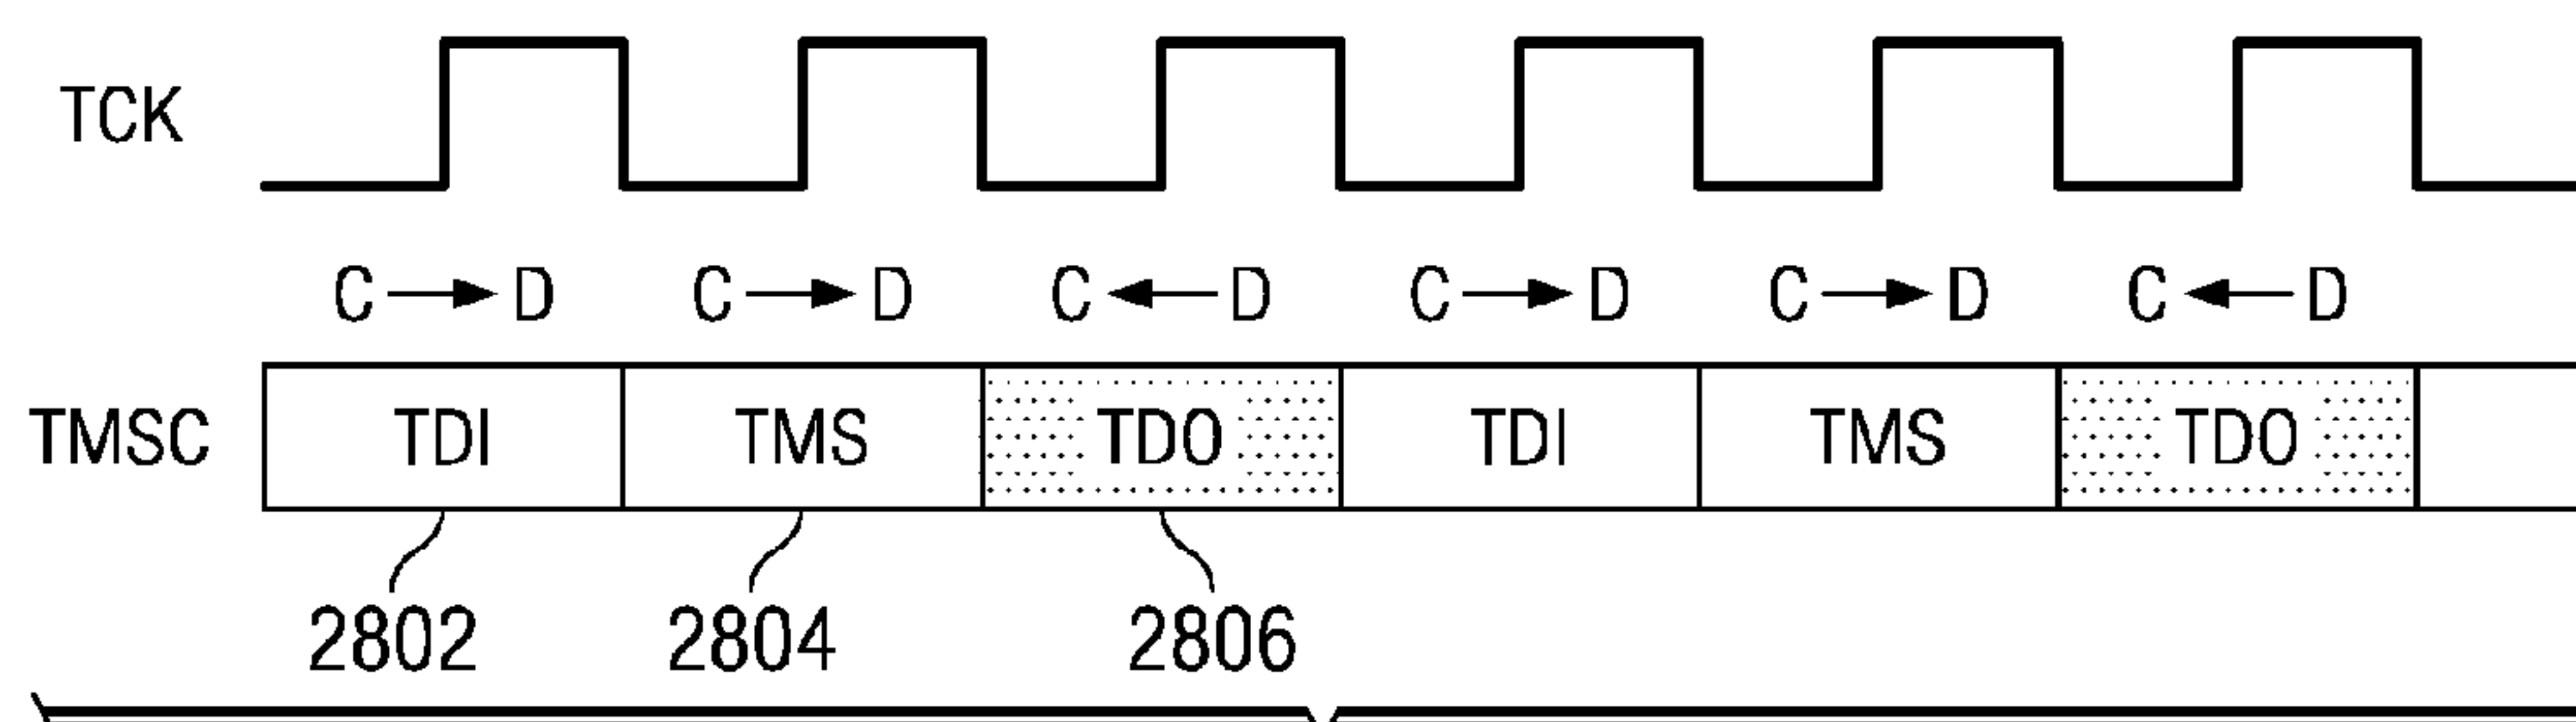 TCK
C → D C → D C ← D C → D C → D C ← D
TMSC TDI TMS TDO TDI TMS TDO
2802 2804 2806